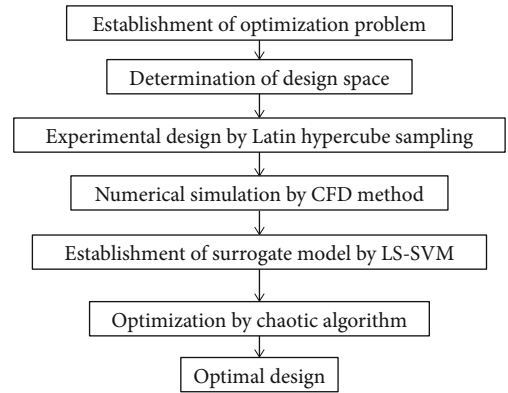 Establishment of optimization problem
Determination of design space
Experimental design by Latin hypercube sampling
Numerical simulation by CFD method
Establishment of surrogate model by LS-SVM
Optimization by chaotic algorithm
Optimal design